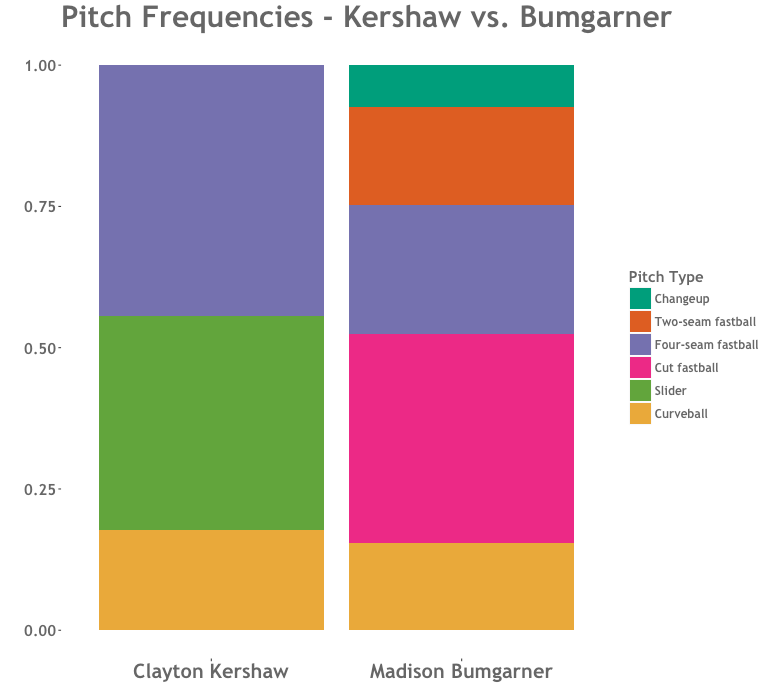 Pitch Frequencies - Kershaw vs. Bumgarner
1.00
0.75
0.50
0.25
0.00
Clayton Kershaw
Madison Bumgarner
Pitch Type
Changeup
Two-seam fastball
Four-seam fastball
Cut fastball
Slider
Curveball